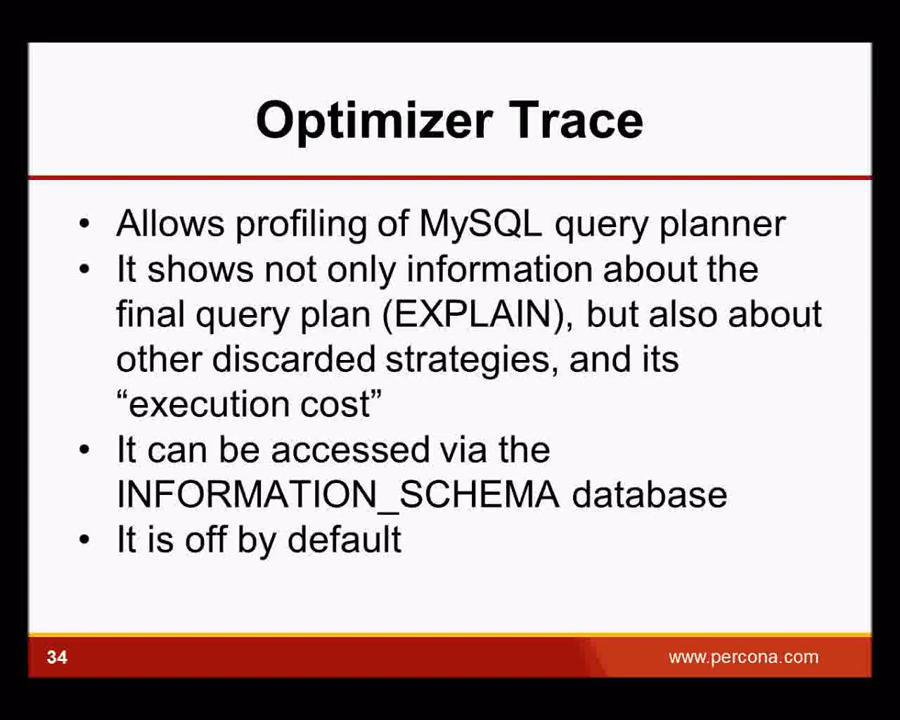 Optimizer Trace
• Allows profiling of MySQL query planner
• It shows not only information about the
final query plan (EXPLAIN), but also about
other discarded strategies, and its
“execution cost”
• It can be accessed via the
INFORMATION_SCHEMA database
• It is off by default
34
www.percona.com